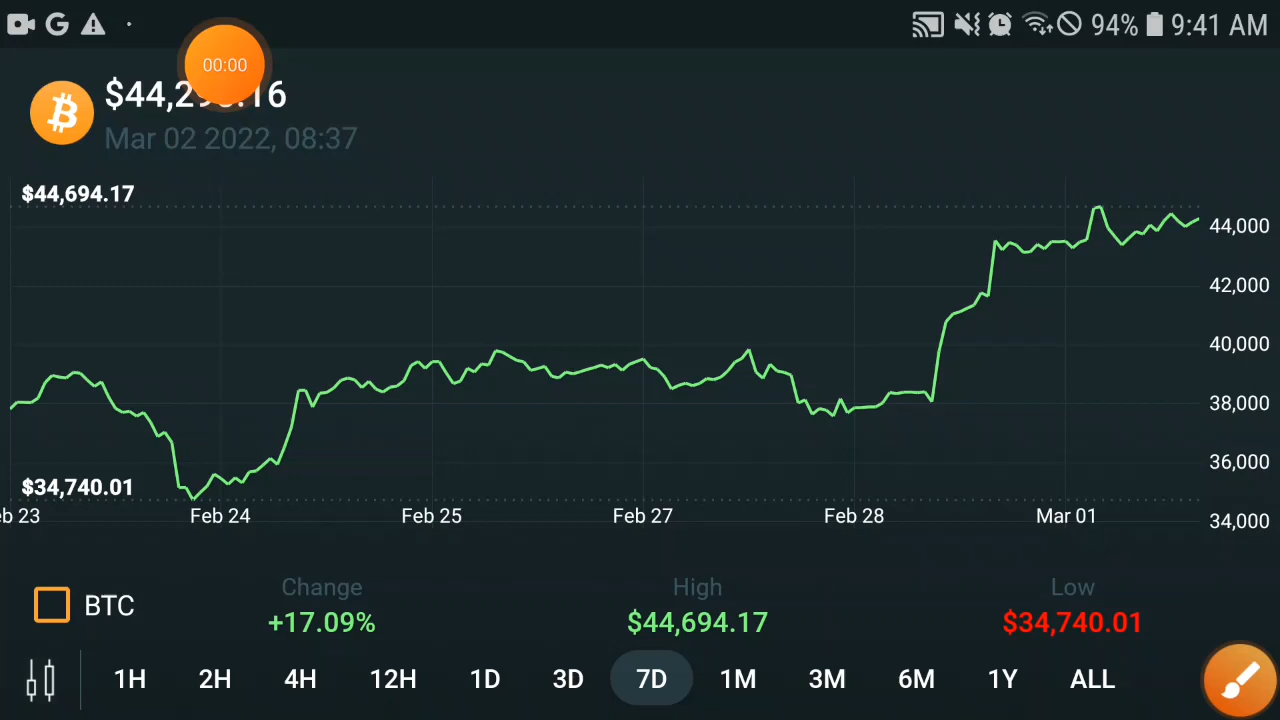 94% 9:41 AM
00:00
Mar 02 2022, 08:37
$44,694.17
44,000
42,000
40,000
38,000
36,000
$34,740.01
34,000
eb 23 Feb 24 Feb 25 Feb 27 Feb 28 Mar 01
BTC
Change High Low
+17.09% $44,694.17 $34,740.01
1H 2H 4H 12H 1D 3D 7D 1M 3M 6M 1Y ALL